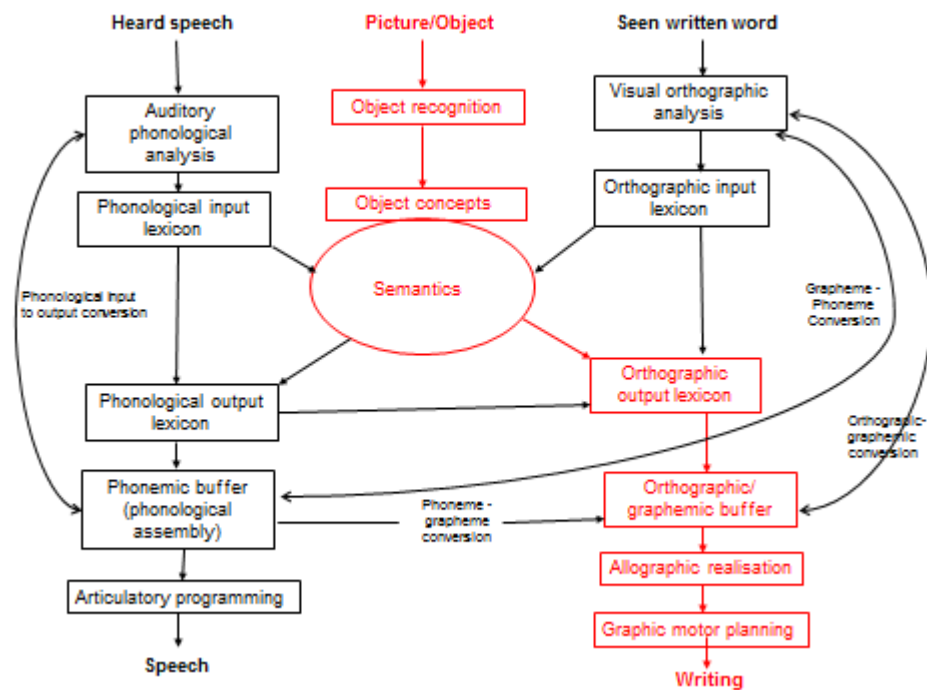 Heard speech
Picture/Object
Seen written word
Auditory
phonological
analysis
Object recognition
Visual orthographic
analysis
Phonological input
lexicon
Object concepts
Orthographic input
lexicon
Semantics
Phonological input
to output conversion
Grapheme -
Phoneme
Conversion
Phonological output
lexicon
Orthographic
output lexicon
Orthographic-
graphemic
conversion
Phonemic buffer
(phonological
assembly)
Phoneme -
grapheme
conversion
Orthographic/
graphemic buffer
Articulatory programming
Allographic realisation
Graphic motor planning
Speech
Writing